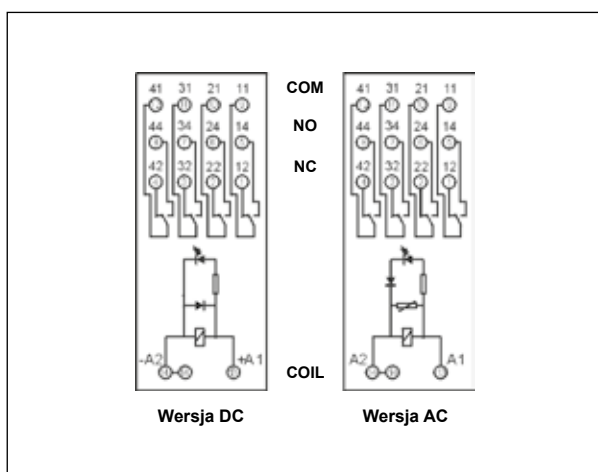 41 31 21 11 COM 41 31 21 11
44 34 24 14 NO 44 34 24 14
42 32 22 12 NC 42 32 22 12
-A2 +A1 COIL A2 A1
Wersja DC Wersja AC